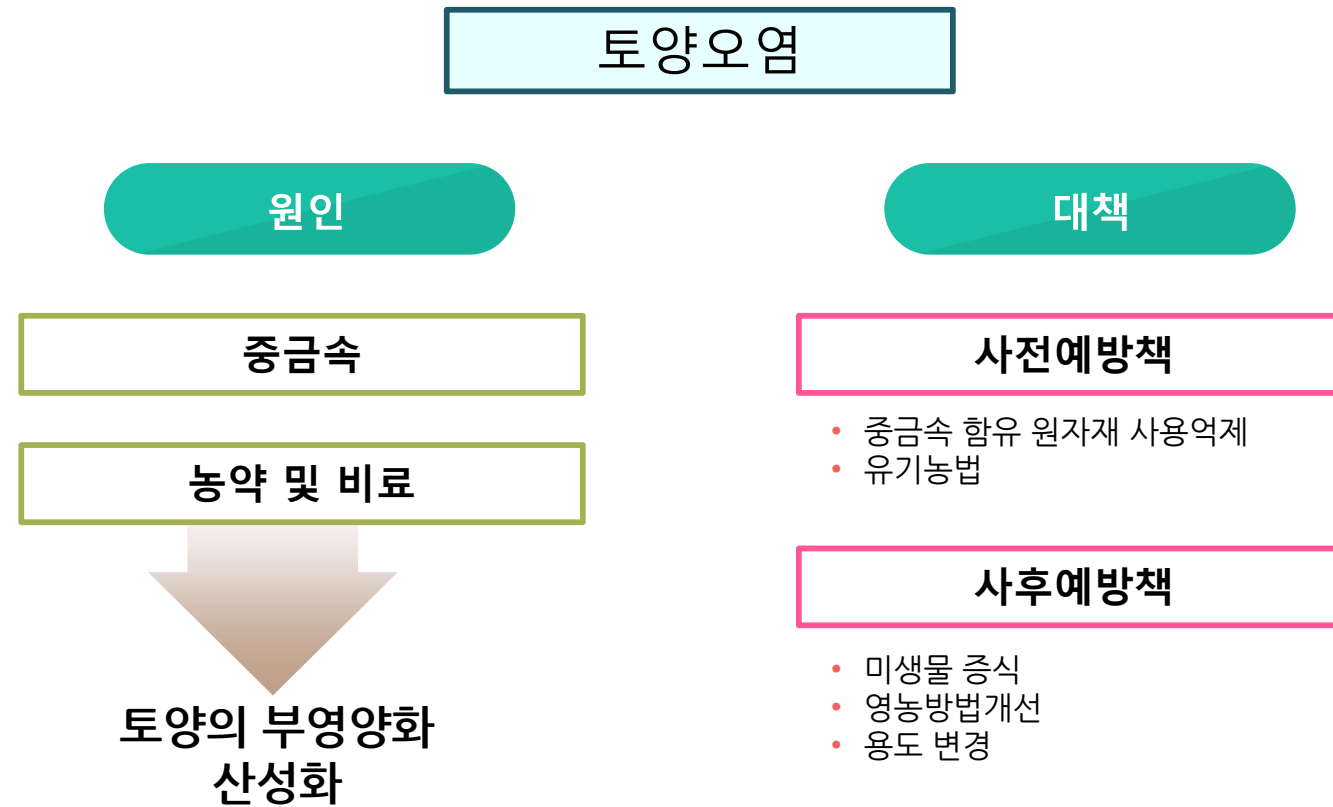 토양오염
원인
중금속
농약 및 비료
토양의 부영양화
산성화
대책
사전예방책
• 중금속 함유 원자재 사용억제
• 유기농법
사후예방책
• 미생물 증식
• 영농방법개선
• 용도 변경